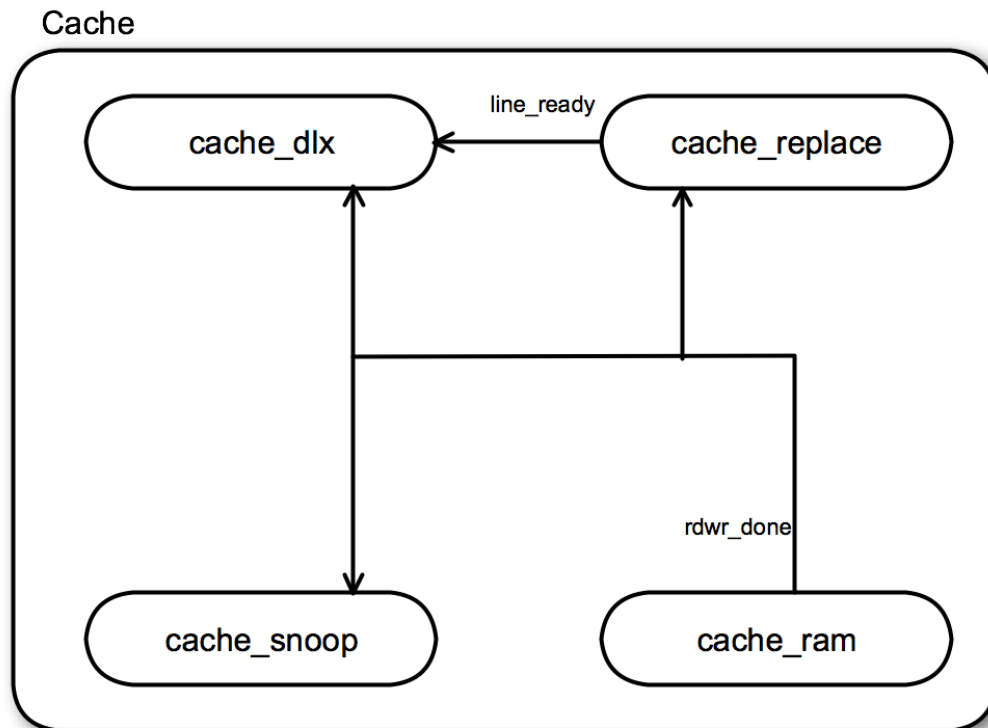 Cache
line_ready
cache_dlx
cache_replace
rdwr_done
cache_snoop
cache_ram